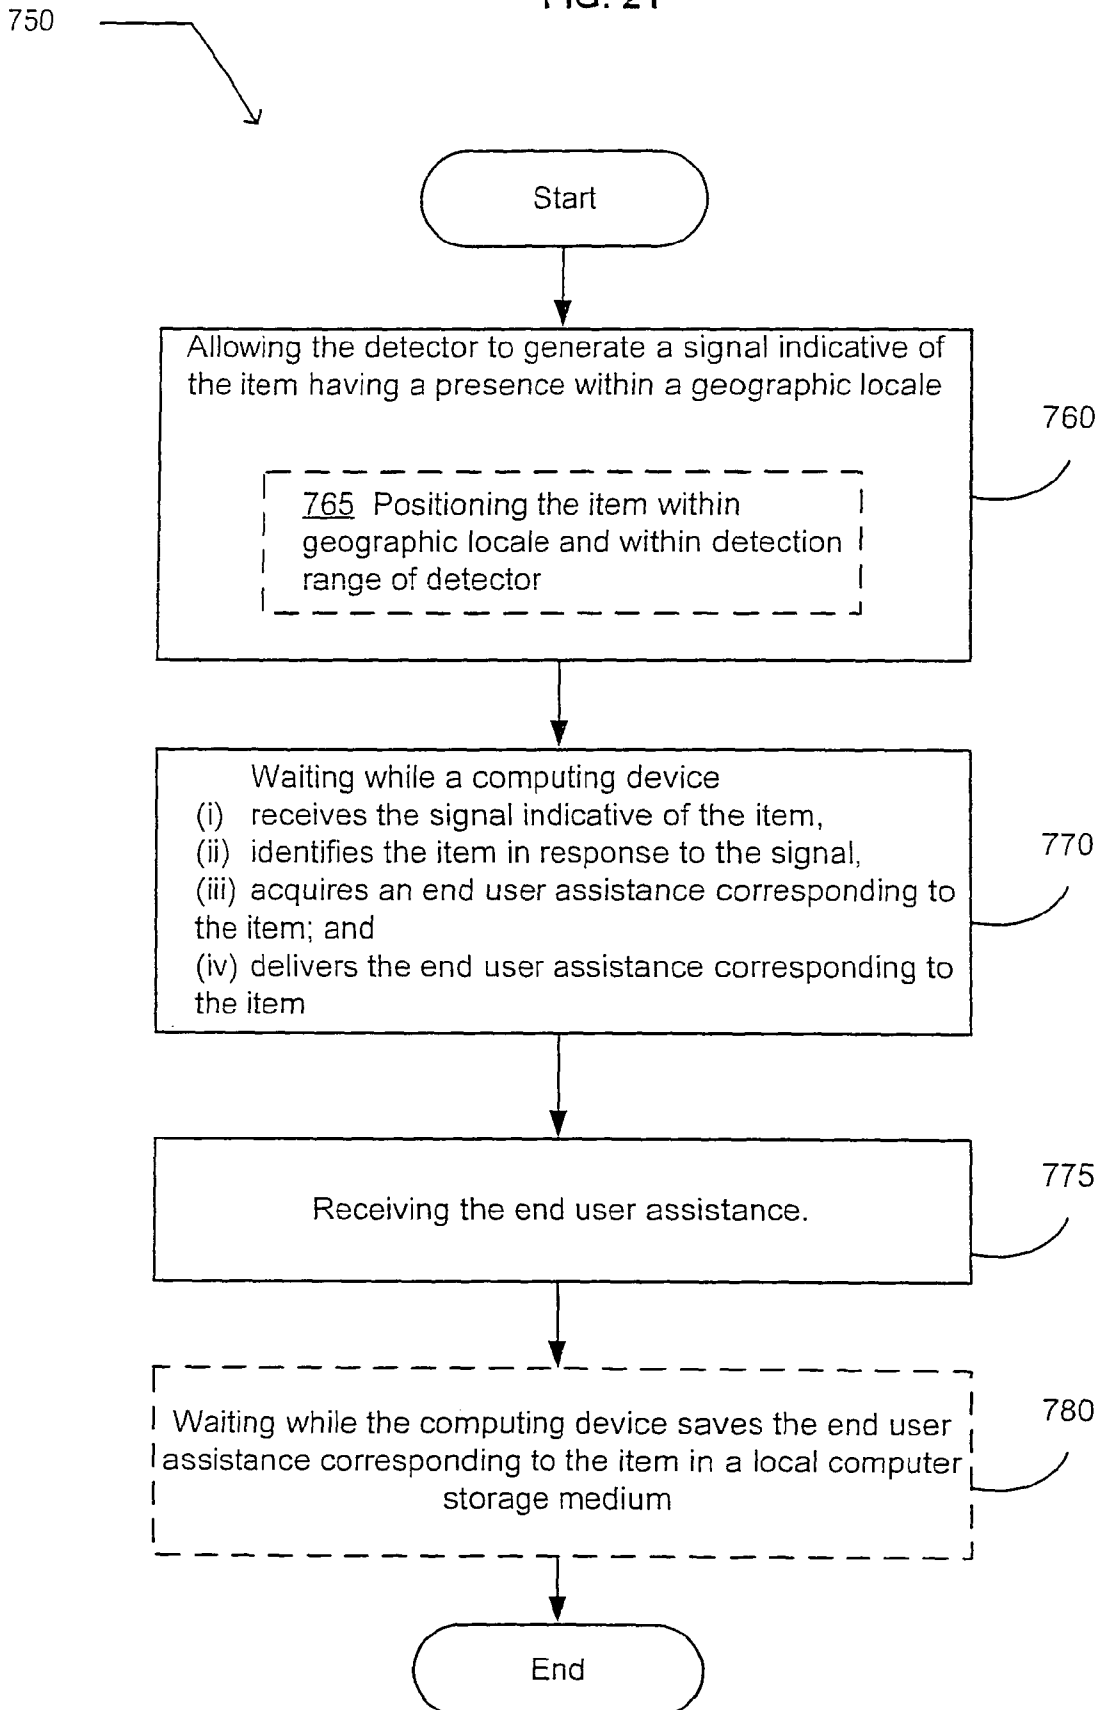 FIG. 21
750
Start
Allowing the detector to generate a signal indicative of
the item having a presence within a geographic locale
760
765 Positioning the item within
geographic locale and within detection
range of detector
Waiting while a computing device
(i) receives the signal indicative of the item,
(ii) identifies the item in response to the signal,
(iii) acquires an end user assistance corresponding to
the item; and
(iv) delivers the end user assistance corresponding to
the item
770
775
Receiving the end user assistance.
780
Waiting while the computing device saves the end user
assistance corresponding to the item in a local computer
storage medium
End